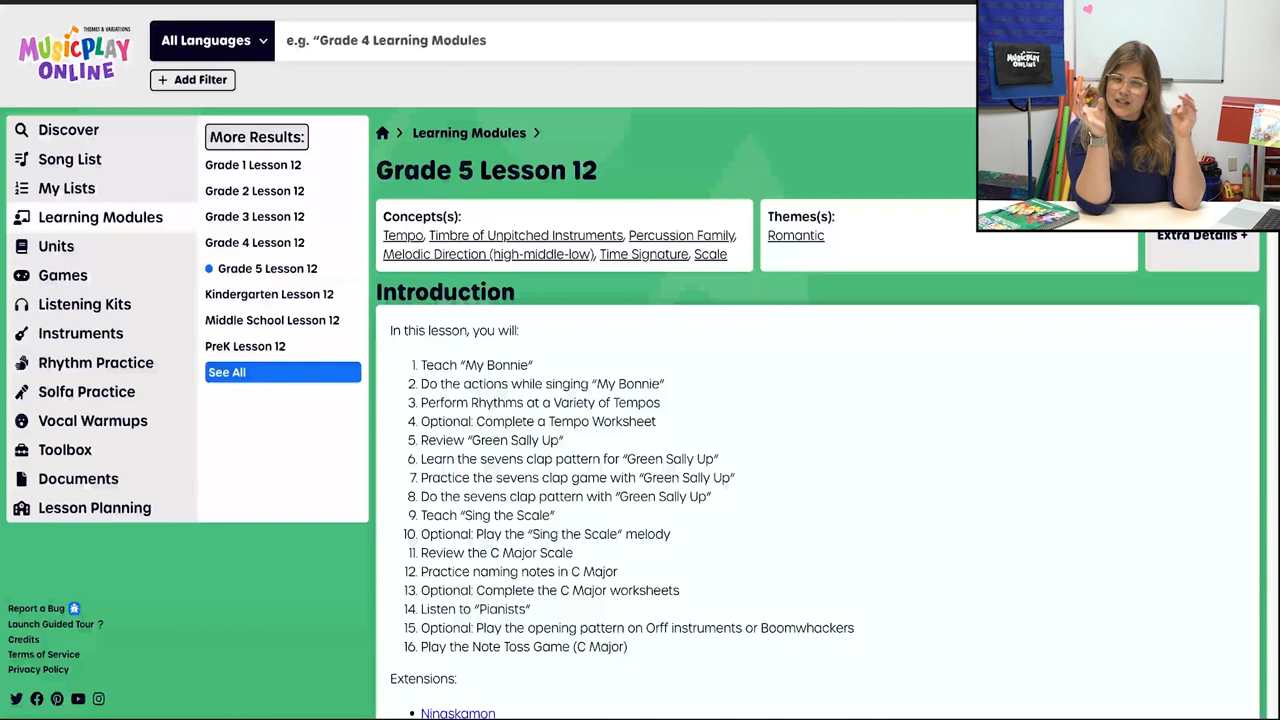 THEMES & VARIATIONS
MUSICPLAY
ONLINE
All Languages
e.g. “Grade 4 Learning Modules
+ Add Filter
MUSICPLAY
ONLINE
Discover
Song List
My Lists
Learning Modules
Units
Games
Listening Kits
Instruments
Rhythm Practice
Solfa Practice
Vocal Warmups
Toolbox
Documents
Lesson Planning
Report a Bug
Launch Guided Tour ?
Credits
Terms of Service
Privacy Policy
More Results:
Grade 1 Lesson 12
Grade 2 Lesson 12
Grade 3 Lesson 12
Grade 4 Lesson 12
Grade 5 Lesson 12
Kindergarten Lesson 12
Middle School Lesson 12
PreK Lesson 12
See All
> Learning Modules >
Grade 5 Lesson 12
Concepts(s):
Tempo, Timbre of Unpitched Instruments, Percussion Family,
Melodic Direction (high-middle-low), Time Signature, Scale
Themes(s):
Romantic
Extra Details +
Introduction
In this lesson, you will:
1. Teach “My Bonnie”
2. Do the actions while singing “My Bonnie”
3. Perform Rhythms at a Variety of Tempos
4. Optional: Complete a Tempo Worksheet
5. Review “Green Sally Up”
6. Learn the sevens clap pattern for “Green Sally Up”
7. Practice the sevens clap game with “Green Sally Up”
8. Do the sevens clap pattern with “Green Sally Up”
9. Teach “Sing the Scale”
10. Optional: Play the “Sing the Scale” melody
11. Review the C Major Scale
12. Practice naming notes in C Major
13. Optional: Complete the C Major worksheets
14. Listen to “Pianists”
15. Optional: Play the opening pattern on Orff instruments or Boomwhackers
16. Play the Note Toss Game (C Major)
Extensions:
• Ninaskamon